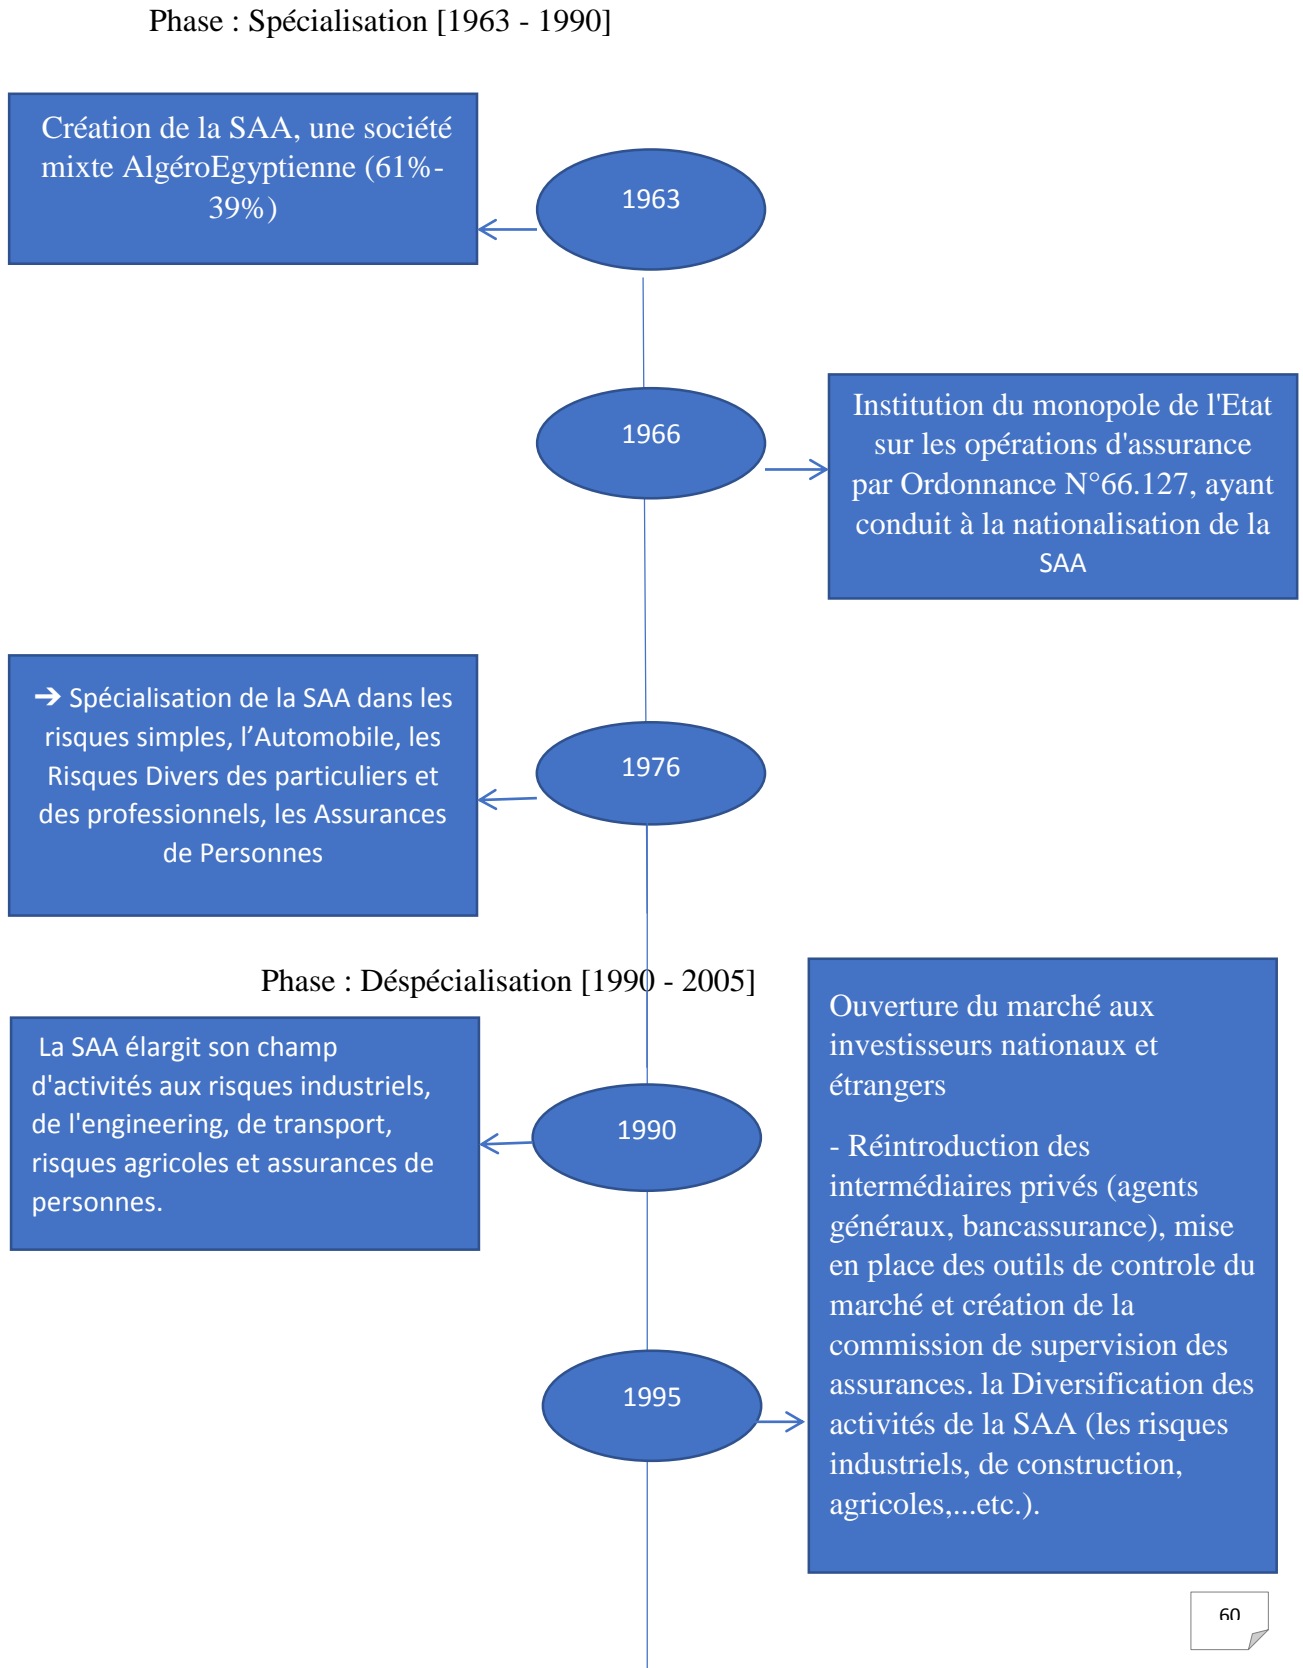 Phase : Spécialisation [1963 - 1990]
Création de la SAA, une société
mixte AlgéroEgyptienne (61%-
39%)
1963
1966
Institution du monopole de l'Etat
sur les opérations d'assurance
par Ordonnance N°66.127, ayant
conduit à la nationalisation de la
SAA
➔ Spécialisation de la SAA dans les
risques simples, l’Automobile, les
Risques Divers des particuliers et
des professionnels, les Assurances
de Personnes
1976
Phase : Déspécialisation [1990 - 2005]
La SAA élargit son champ
d'activités aux risques industriels,
de l'engineering, de transport,
risques agricoles et assurances de
personnes.
1990
1995
Ouverture du marché aux
investisseurs nationaux et
étrangers
- Réintroduction des
intermédiaires privés (agents
généraux, bancassurance), mise
en place des outils de controle du
marché et création de la
commission de supervision des
assurances. la Diversification des
activités de la SAA (les risques
industriels, de construction,
agricoles,...etc.).
60